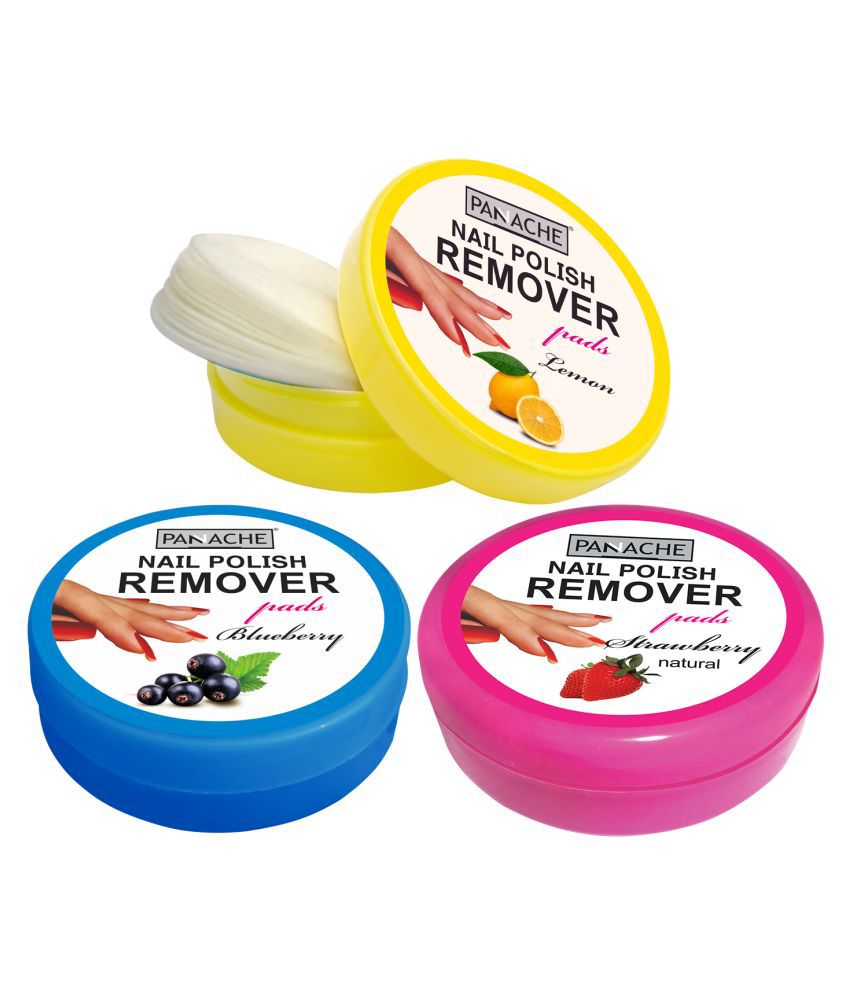 PANACHE®
NAIL POLISH
REMOVER
pads
Lemon
PANACHE®
NAIL POLISH
REMOVER
pads
Blueberry
PANACHE®
NAIL POLISH
REMOVER
pads
Strawberry
natural